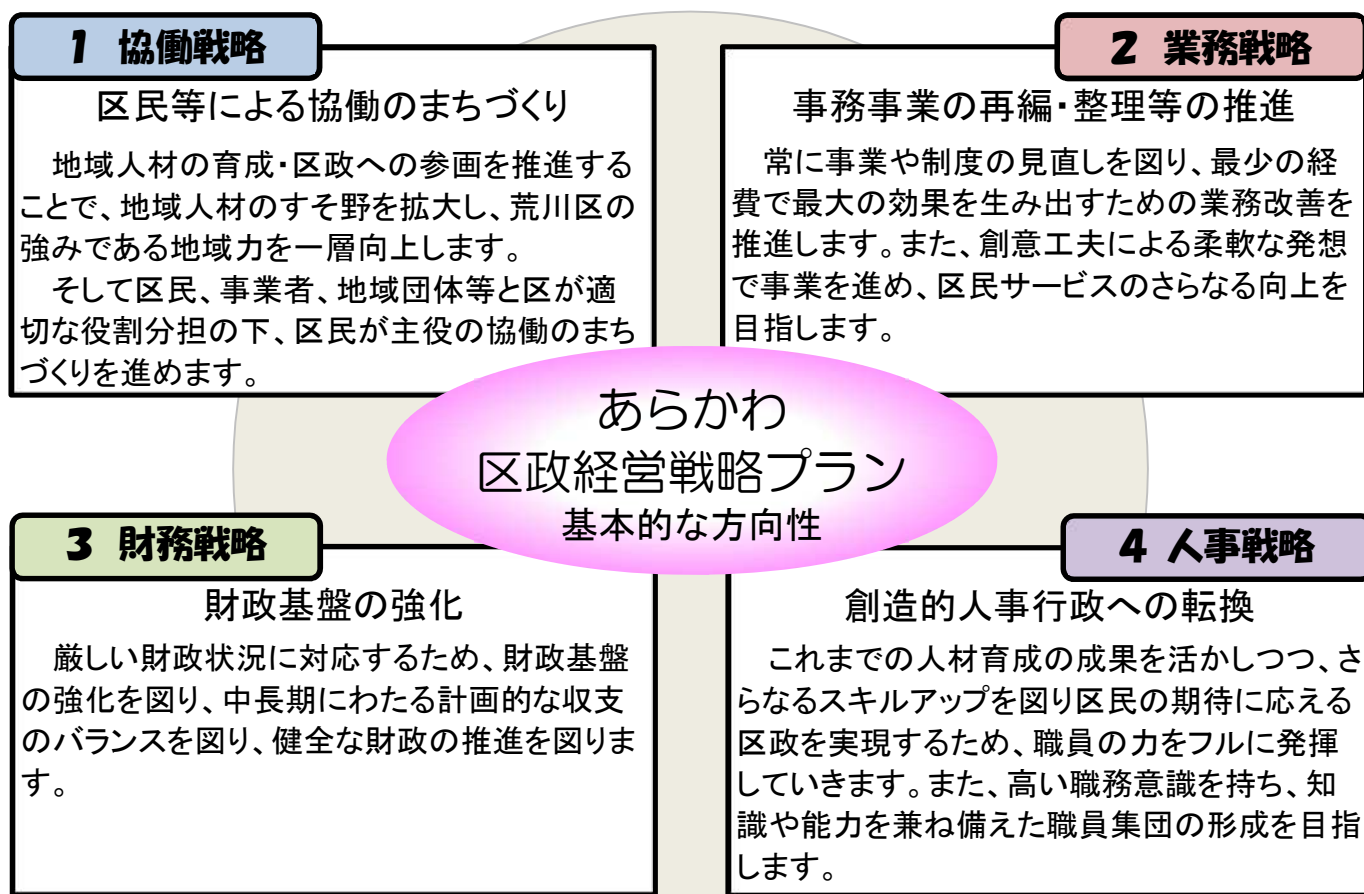 1 協働戦略
区民等による協働のまちづくり
　地域人材の育成・区政への参画を推進する
ことで、地域人材のすそ野を拡大し、荒川区の
強みである地域力を一層向上します。
　そして区民、事業者、地域団体等と区が適
切な役割分担の下、区民が主役の協働のまち
づくりを進めます。
2 業務戦略
事務事業の再編・整理等の推進
　常に事業や制度の見直しを図り、最少の経
費で最大の効果を生み出すための業務改善を
推進します。また、創意工夫による柔軟な発想
で事業を進め、区民サービスのさらなる向上を
目指します。
あらかわ
区政経営戦略プラン
基本的な方向性
3 財務戦略
財政基盤の強化
　厳しい財政状況に対応するため、財政基盤
の強化を図り、中長期にわたる計画的な収支
のバランスを図り、健全な財政の推進を図りま
す。
4 人事戦略
創造的人事行政への転換
　これまでの人材育成の成果を活かしつつ、さ
らなるスキルアップを図り区民の期待に応える
区政を実現するため、職員の力をフルに発揮
していきます。また、高い職務意識を持ち、知
識や能力を兼ね備えた職員集団の形成を目指
します。